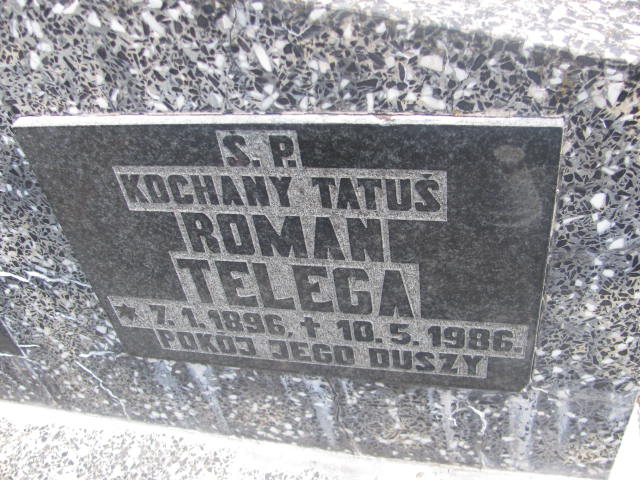 Ś. P.
KOCHANY TATUŚ
ROMAN
TELEGA
* 7. 1. 1896, + 10. 5. 1986.
POKOJ JEGO DUSZY